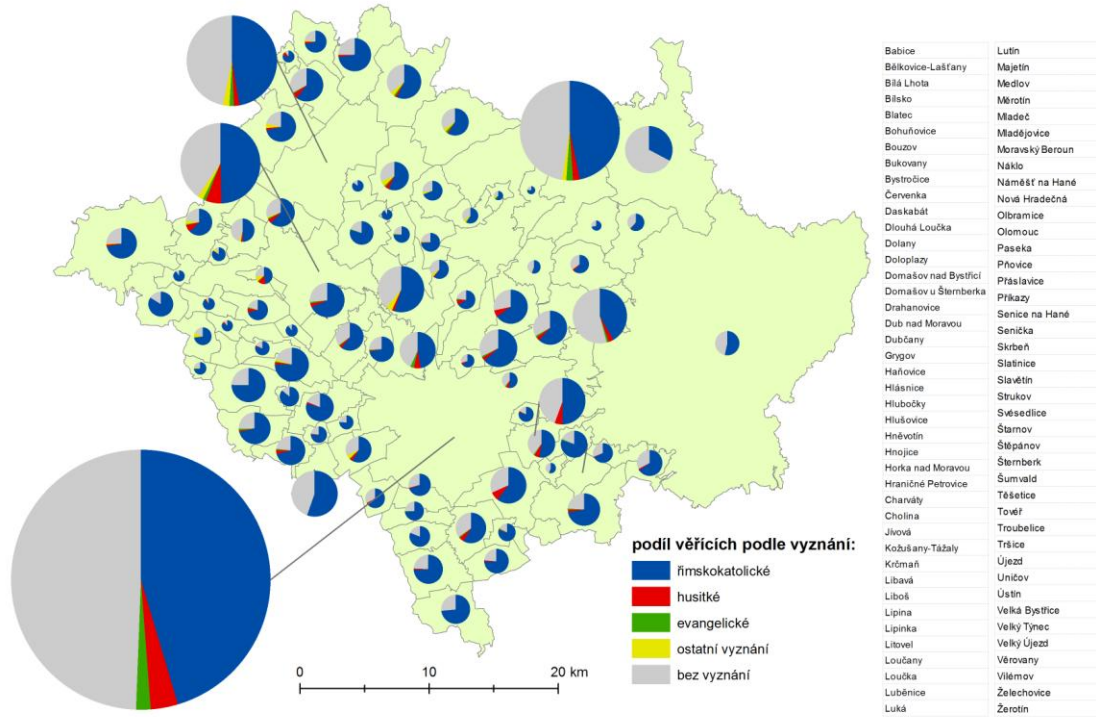 podíl věřících podle vyznání:
římskokatolické
husitké
evangelické
ostatní vyznání
bez vyznání
0 10 20 km
Babice
Bělkovice-Lašťany
Bílá Lhota
Bílsko
Blatec
Bohuňovice
Bouzov
Bukovany
Bystročice
Červenka
Daskabát
Dlouhá Loučka
Dolany
Doloplazy
Domašov nad Bystřicí
Domašov u Šternberka
Drahanovice
Dub nad Moravou
Dubčany
Grygov
Haňovice
Hlásnice
Hlubočky
Hlušovice
Hněvotín
Hnojice
Horka nad Moravou
Hraničné Petrovice
Charváty
Cholina
Jívová
Kožušany-Tážaly
Krčmaň
Libavá
Liboš
Lipina
Lipinka
Litovel
Loučany
Loučka
Luběnice
Luká
Lutín
Majetín
Medlov
Měrotín
Mladeč
Mladějovice
Moravský Beroun
Náklo
Náměšť na Hané
Nová Hradečná
Olbramice
Olomouc
Paseka
Pňovice
Přáslavice
Příkazy
Senice na Hané
Senička
Skrbeň
Slatinice
Slavětín
Strukov
Svésedlice
Štarnov
Štěpánov
Šternberk
Šumvald
Těšetice
Tovéř
Troubelice
Tršice
Újezd
Uničov
Ústín
Velká Bystřice
Velký Týnec
Velký Újezd
Věrovany
Vilémov
Želechovice
Žerotín